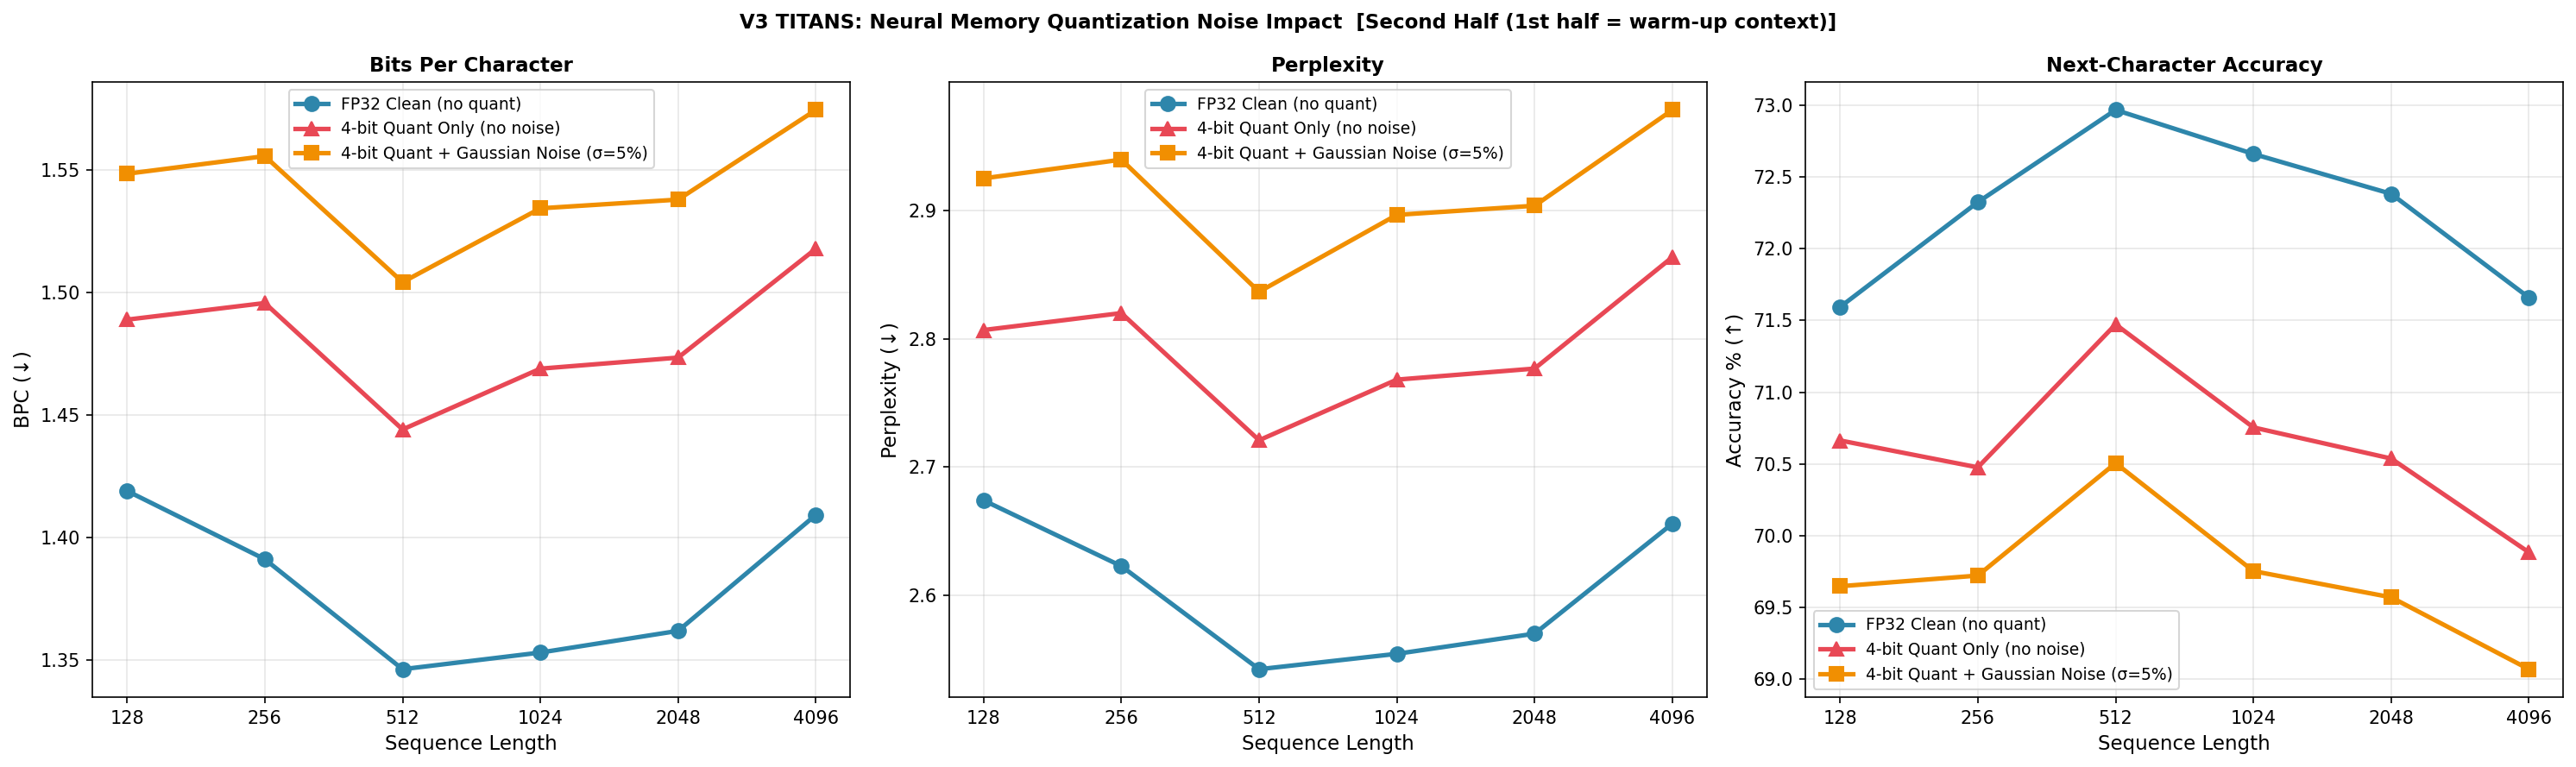 V3 TITANS: Neural Memory Quantization Noise Impact  [Second Half (1st half = warm-up context)]
Bits Per Character
BPC (↓)
1.55
1.50
1.45
1.40
1.35
FP32 Clean (no quant)
4-bit Quant Only (no noise)
4-bit Quant + Gaussian Noise (σ=5%)
128 256 512 1024 2048 4096
Sequence Length
Perplexity
Perplexity (↓)
2.9
2.8
2.7
2.6
FP32 Clean (no quant)
4-bit Quant Only (no noise)
4-bit Quant + Gaussian Noise (σ=5%)
128 256 512 1024 2048 4096
Sequence Length
Next-Character Accuracy
Accuracy % (↑)
73.0
72.5
72.0
71.5
71.0
70.5
70.0
69.5
69.0
FP32 Clean (no quant)
4-bit Quant Only (no noise)
4-bit Quant + Gaussian Noise (σ=5%)
128 256 512 1024 2048 4096
Sequence Length